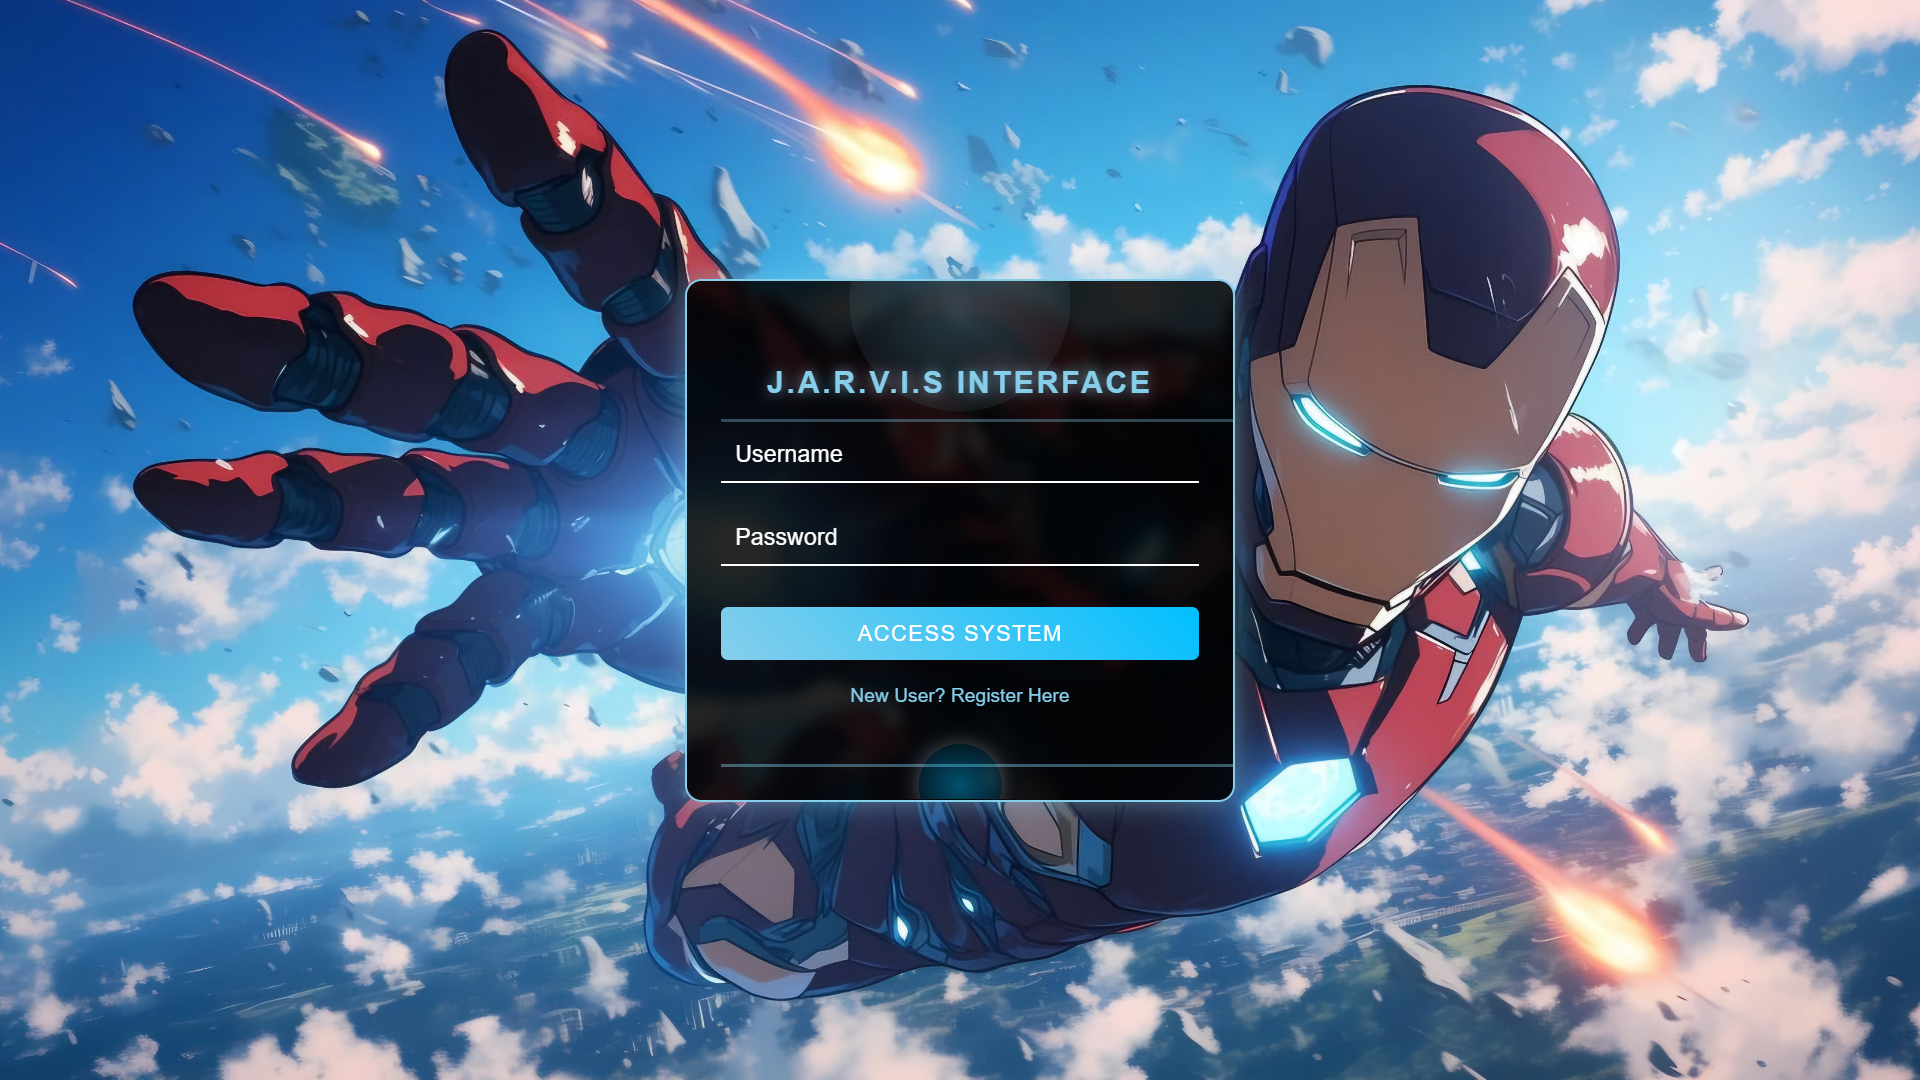 J.A.R.V.I.S INTERFACE
Username
Password
ACCESS SYSTEM
New User? Register Here